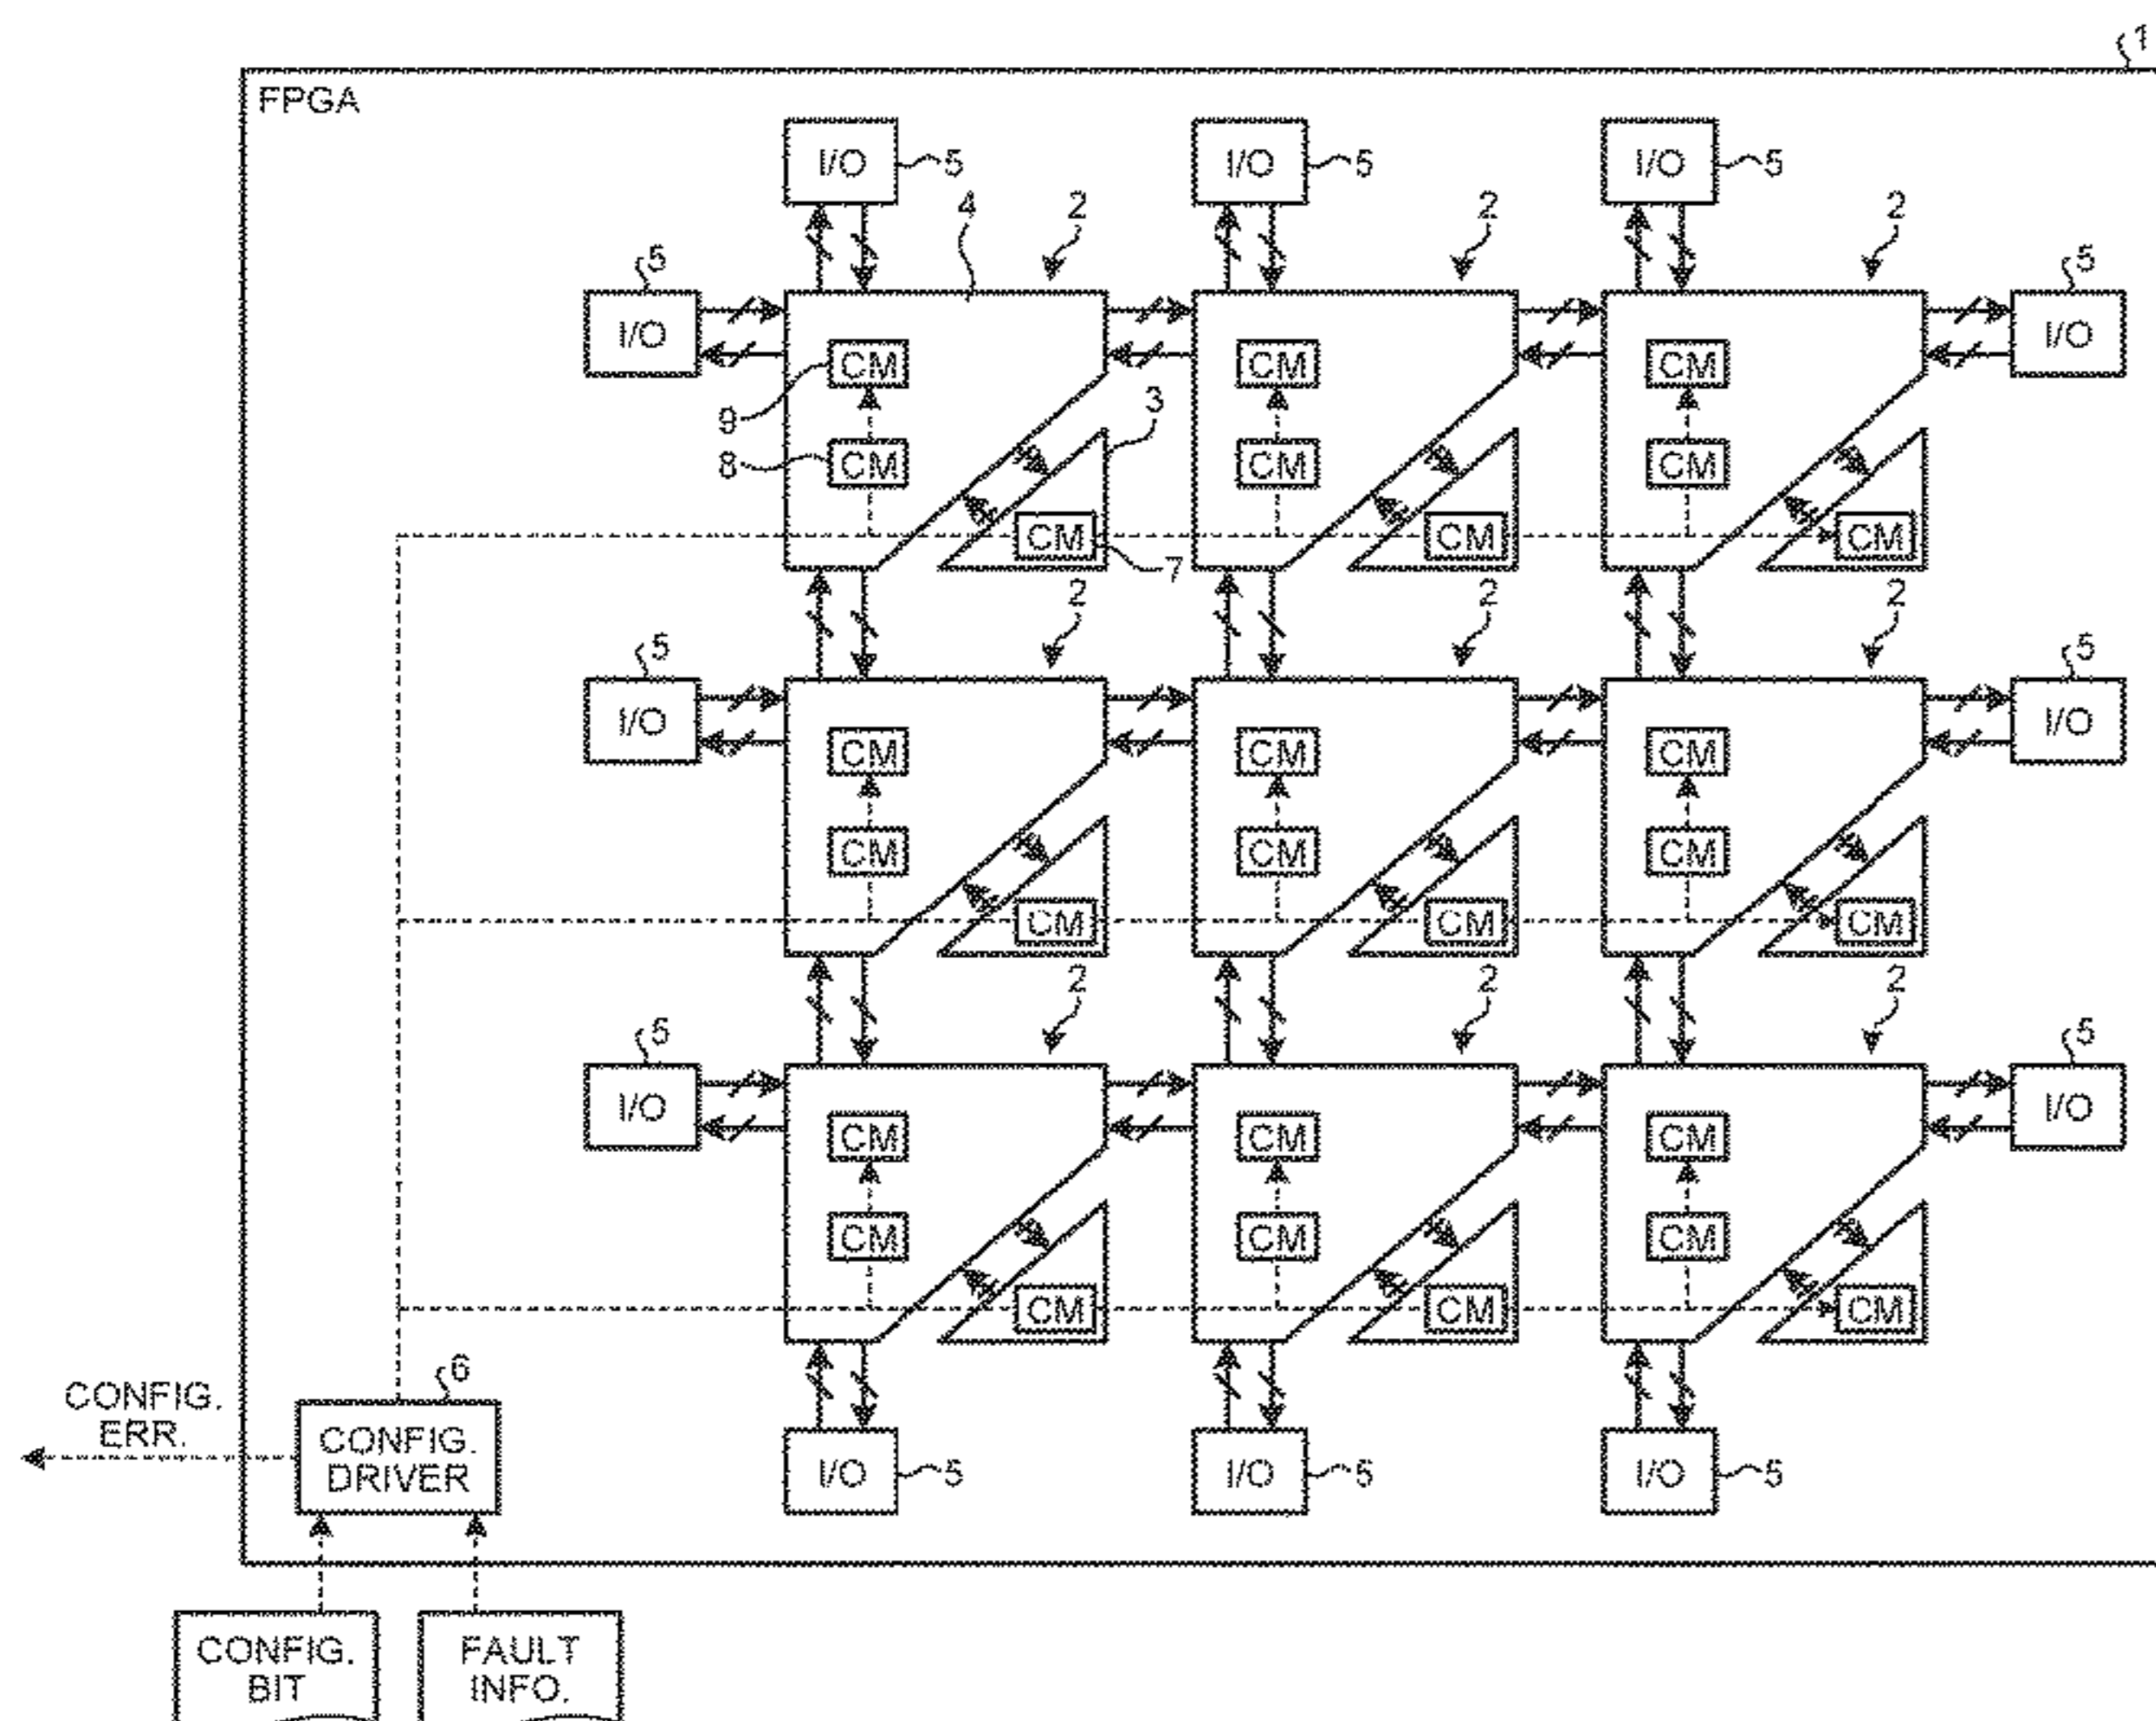 1
FPGA
I/O 5 I/O 5 I/O 5
4 2 2 2
5 5
I/O I/O
CM CM CM
9 3
8 CM CM CM
CM 7 CM CM
2 2 2
5 5
I/O I/O
CM CM CM
CM CM CM
CM CM CM
2 2 2
5 5
I/O I/O
CM CM CM
CM CM CM
CM CM CM
6
CONFIG.
ERR.
CONFIG.
DRIVER
I/O 5 I/O 5 I/O 5
CONFIG.
BIT
FAULT
INFO.